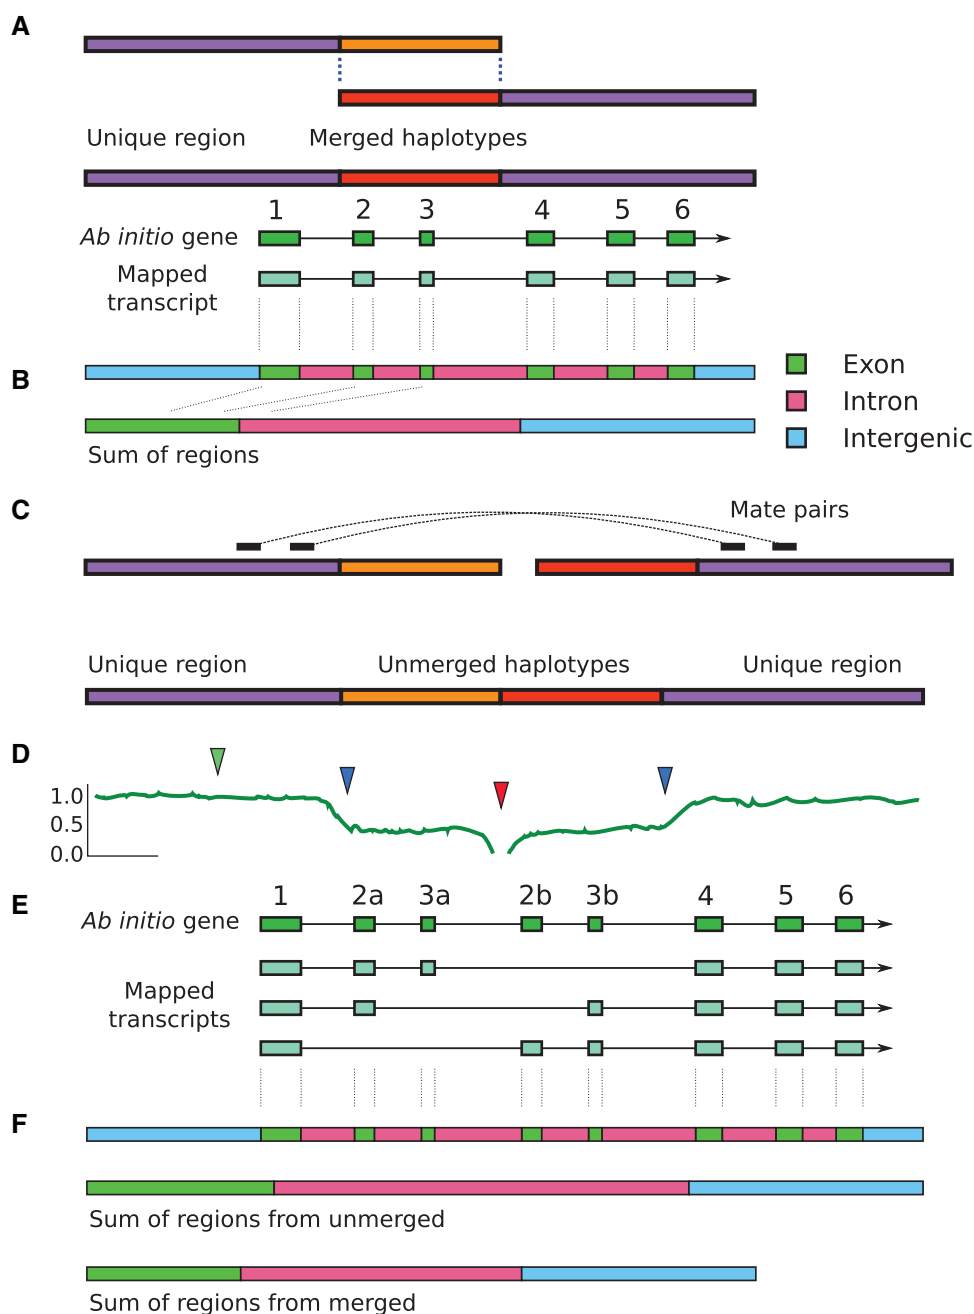 A
Unique region Merged haplotypes
1 2 3 4 5 6
Ab initio gene
Mapped
transcript
B
Exon
Intron
Intergenic
Sum of regions
C
Mate pairs
Unique region Unmerged haplotypes Unique region
D
1.0
0.5
0.0
1 2a 3a 2b 3b 4 5 6
E
Ab initio gene
Mapped
transcripts
F
Sum of regions from unmerged
Sum of regions from merged